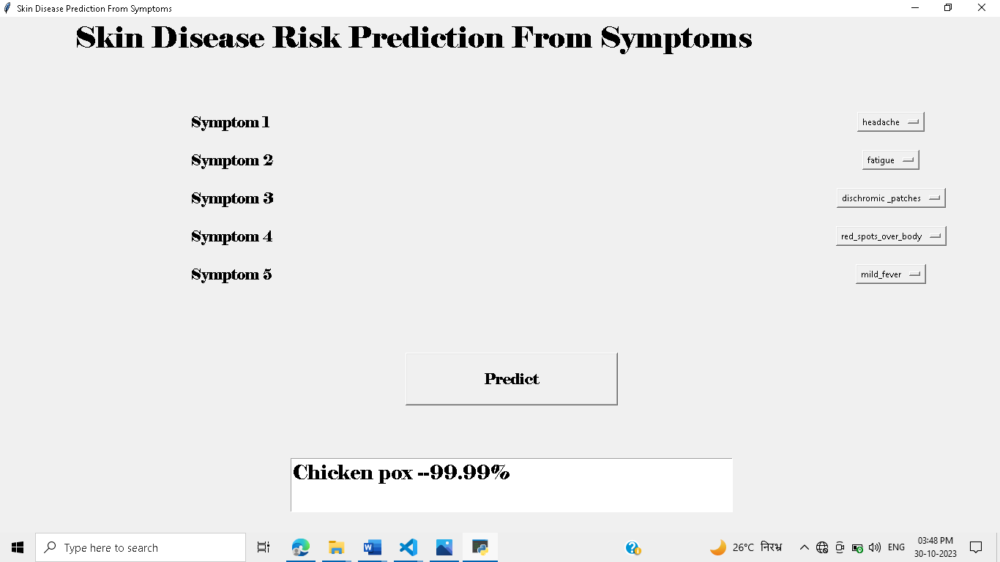 Skin Disease Prediction From Symptoms
Skin Disease Risk Prediction From Symptoms
Symptom 1 headache
Symptom 2 fatigue
Symptom 3 dischromic _patches
Symptom 4 red_spots_over_body
Symptom 5 mild_fever
Predict
Chicken pox --99.99%
Type here to search 26°C निरभ्र ENG 03:48 PM
30-10-2023